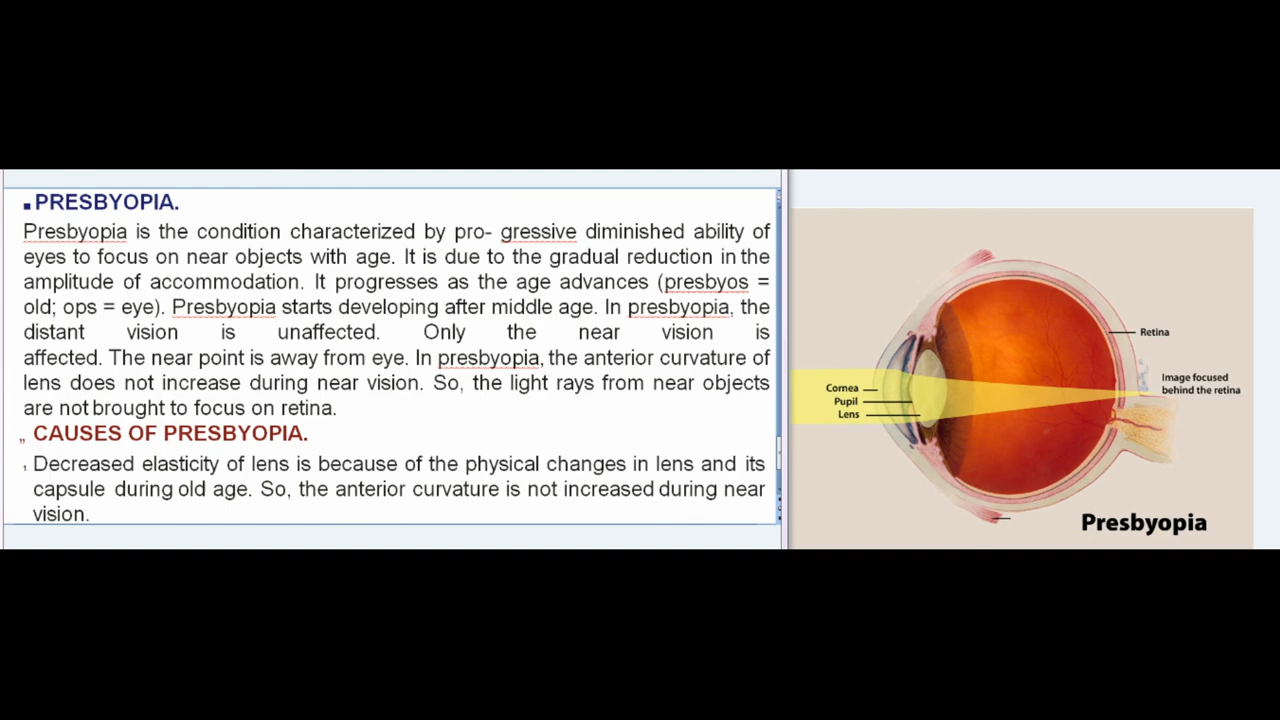 ▪ PRESBYOPIA.
Presbyopia is the condition characterized by pro- gressive diminished ability of
eyes to focus on near objects with age. It is due to the gradual reduction in the
amplitude of accommodation. It progresses as the age advances (presbyos =
old; ops = eye). Presbyopia starts developing after middle age. In presbyopia, the
distant vision is unaffected. Only the near vision is
affected. The near point is away from eye. In presbyopia, the anterior curvature of
lens does not increase during near vision. So, the light rays from near objects
are not brought to focus on retina.
„ CAUSES OF PRESBYOPIA.
Decreased elasticity of lens is because of the physical changes in lens and its
capsule during old age. So, the anterior curvature is not increased during near
vision.
Retina
Image focused
behind the retina
Cornea
Pupil
Lens
Presbyopia